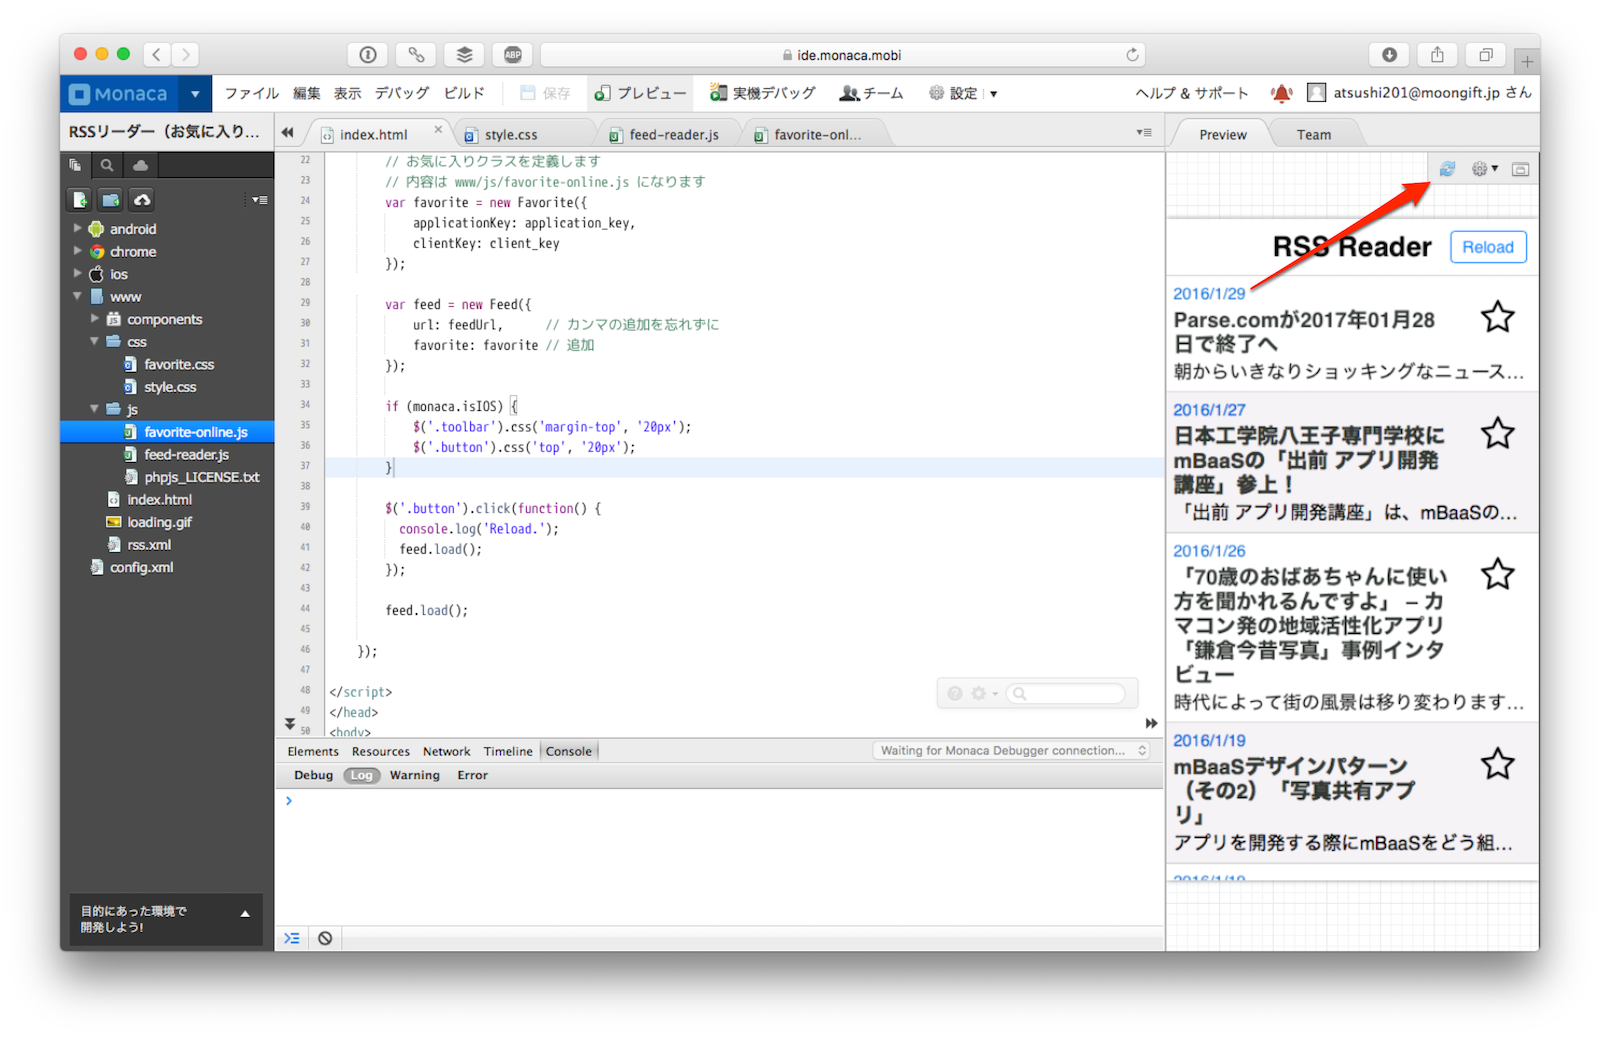 ide.monaca.mobi
Monaca ファイル 編集 表示 デバッグ ビルド 保存 プレビュー 実機デバッグ チーム 設定 ヘルプ & サポート atsushi201@moongift.jp さん
RSSリーダー（お気に入り...
index.html style.css feed-reader.js favorite-onl...
Preview Team
android
chrome
ios
www
components
css
favorite.css
style.css
js
favorite-online.js
feed-reader.js
phpjs_LICENSE.txt
index.html
loading.gif
rss.xml
config.xml
目的にあった環境で
開発しよう!
22 // お気に入りクラスを定義します
23 // 内容は www/js/favorite-online.js になります
24 var favorite = new Favorite({
25 applicationKey: application_key,
26 clientKey: client_key
27 });
28
29 var feed = new Feed({
30 url: feedUrl, // カンマの追加を忘れずに
31 favorite: favorite // 追加
32 });
33
34 if (monaca.isIOS) {
35 $('.toolbar').css('margin-top', '20px');
36 $('.button').css('top', '20px');
37 }
38
39 $('.button').click(function() {
40 console.log('Reload.');
41 feed.load();
42 });
43
44 feed.load();
45
46 });
47
48 </script>
49 </head>
50 <body>
Elements Resources Network Timeline Console Waiting for Monaca Debugger connection...
Debug Log Warning Error
RSS Reader Reload
2016/1/29
Parse.comが2017年01月28
日で終了へ
朝からいきなりショッキングなニュース...
2016/1/27
日本工学院八王子専門学校に
mBaaSの「出前 アプリ開発
講座」参上！
「出前 アプリ開発講座」は、mBaaSの...
2016/1/26
「70歳のおばあちゃんに使い
方を聞かれるんですよ」 – カ
マコン発の地域活性化アプリ
「鎌倉今昔写真」事例インタ
ビュー
時代によって街の風景は移り変わります...
2016/1/19
mBaaSデザインパターン
（その2）「写真共有アプ
リ」
アプリを開発する際にmBaaSをどう組...